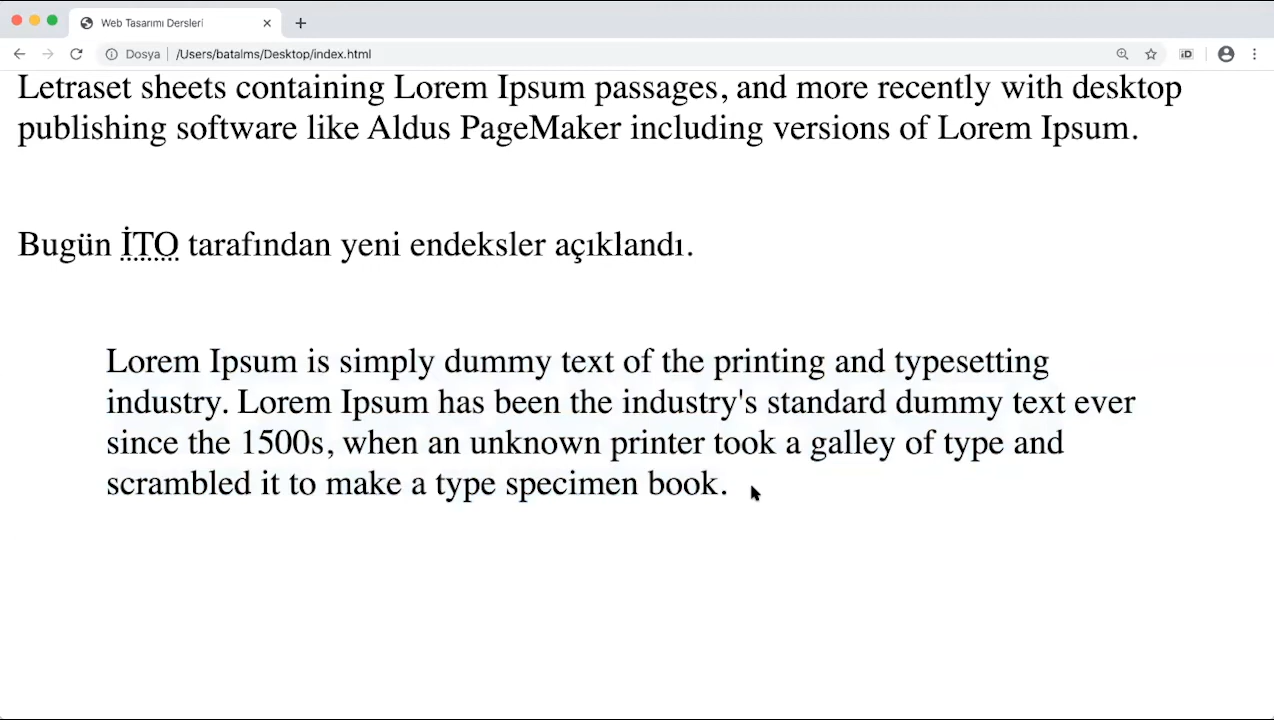 Web Tasarımı Dersleri
Dosya /Users/batalms/Desktop/index.html
iD
Letraset sheets containing Lorem Ipsum passages, and more recently with desktop
publishing software like Aldus PageMaker including versions of Lorem Ipsum.
Bugün İTO tarafından yeni endeksler açıklandı.
Lorem Ipsum is simply dummy text of the printing and typesetting
industry. Lorem Ipsum has been the industry's standard dummy text ever
since the 1500s, when an unknown printer took a galley of type and
scrambled it to make a type specimen book.